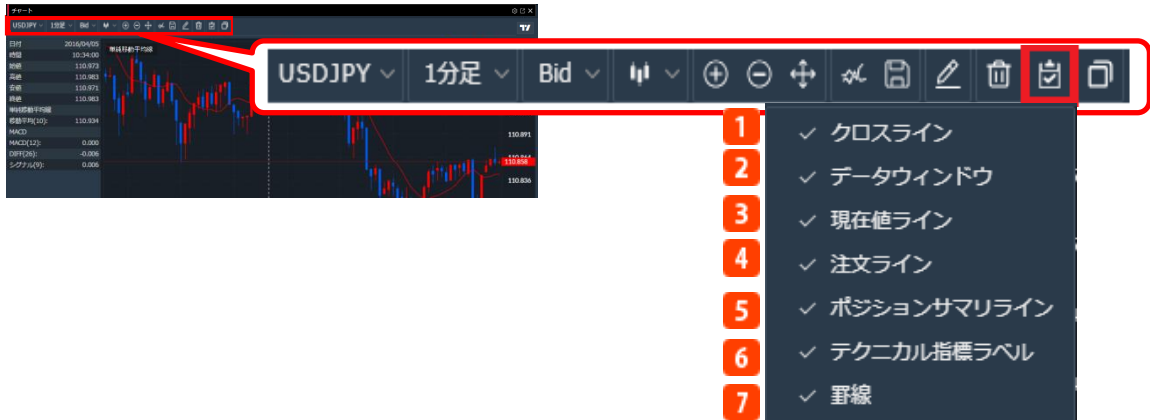 チャート
USDJPY 1分足 Bid
日付 2016/04/05
時間 10:34:00
始値 110.973
高値 110.983
安値 110.971
終値 110.983
単純移動平均線
移動平均(10): 110.934
MACD
MACD(12): 0.000
DIFF(26): -0.006
シグナル(9): 0.006
単純移動平均線
110.891
110.864
110.858
110.836
USDJPY 1分足 Bid
1 クロスライン
2 データウィンドウ
3 現在値ライン
4 注文ライン
5 ポジションサマリライン
6 テクニカル指標ラベル
7 罫線